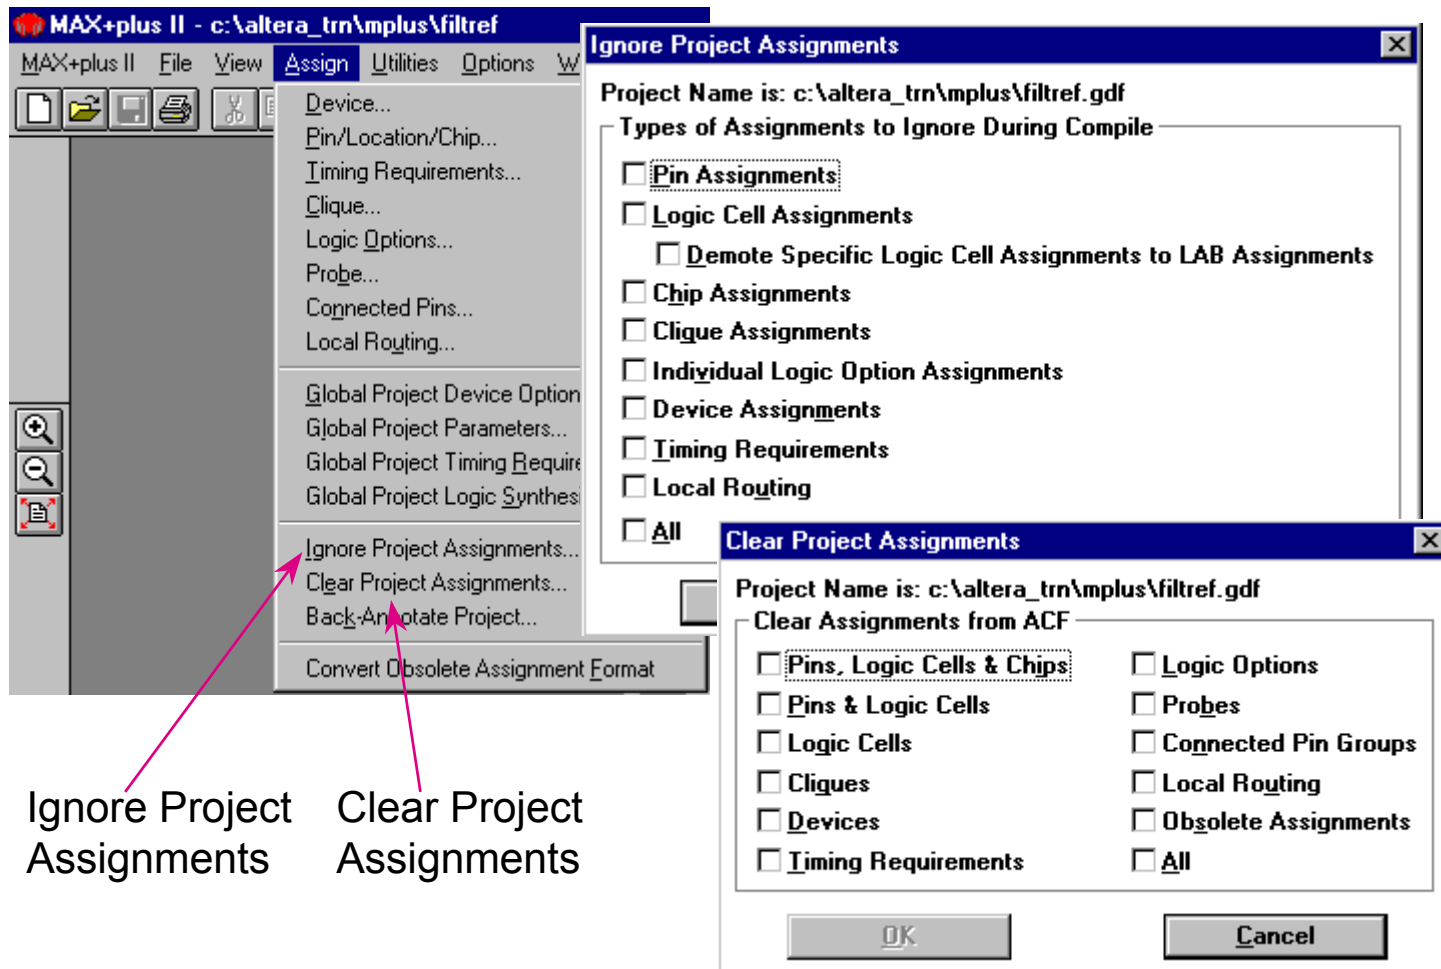 MAX+plus II - c:\altera_trn\mplus\filtref
MAX+plus II File View Assign Utilities Options W
Device...
Pin/Location/Chip...
Timing Requirements...
Clique...
Logic Options...
Probe...
Connected Pins...
Local Routing...
Global Project Device Option
Global Project Parameters...
Global Project Timing Require
Global Project Logic Synthesi
Ignore Project Assignments...
Clear Project Assignments...
Back-Annotate Project...
Convert Obsolete Assignment Format
Ignore Project Assignments
Project Name is: c:\altera_trn\mplus\filtref.gdf
Types of Assignments to Ignore During Compile
Pin Assignments
Logic Cell Assignments
Demote Specific Logic Cell Assignments to LAB Assignments
Chip Assignments
Clique Assignments
Individual Logic Option Assignments
Device Assignments
Timing Requirements
Local Routing
All
Clear Project Assignments
Project Name is: c:\altera_trn\mplus\filtref.gdf
Clear Assignments from ACF
Pins, Logic Cells & Chips
Pins & Logic Cells
Logic Cells
Cliques
Devices
Timing Requirements
Logic Options
Probes
Connected Pin Groups
Local Routing
Obsolete Assignments
All
OK Cancel
Ignore Project
Assignments
Clear Project
Assignments